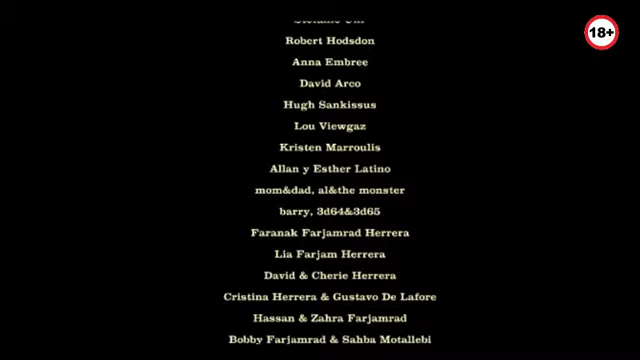 18+
Robert Hodsdon
Anna Embree
David Arco
Hugh Sankissus
Lou Viewgaz
Kristen Marroulis
Allan y Esther Latino
mom&dad, al&the monster
barry, 3d64&3d65
Faranak Farjamrad Herrera
Lia Farjam Herrera
David & Cherie Herrera
Cristina Herrera & Gustavo De Lafore
Hassan & Zahra Farjamrad
Bobby Farjamrad & Sahba Motallebi